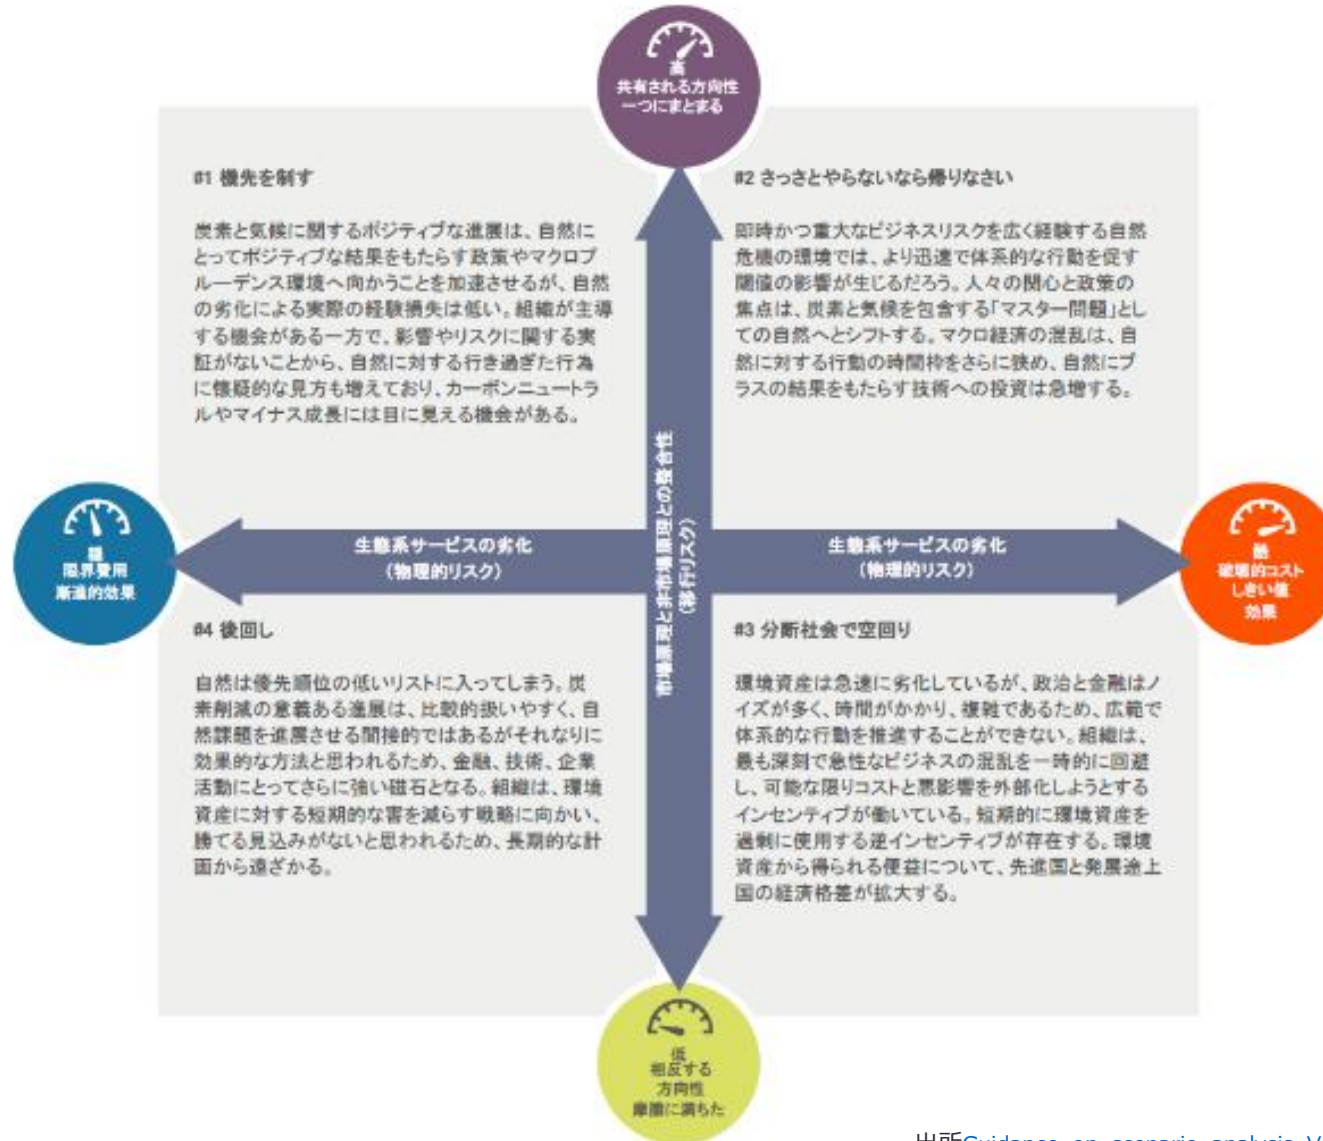 高
共有される方向性
一つにまとまる
#1 機先を制す
炭素と気候に関するポジティブな進展は、自然に
とってポジティブな結果をもたらす政策やマクロプ
ルーデンス環境へ向かうことを加速させるが、自然
の劣化による実際の経験損失は低い。組織が主導
する機会がある一方で、影響やリスクに関する実
証がないことから、自然に対する行き過ぎた行為
に懐疑的な見方も増えており、カーボンニュートラ
ルやマイナス成長には目に見える機会がある。
#2 さっさとやらないなら帰りなさい
即時かつ重大なビジネスリスクを広く経験する自然
危機の環境では、より迅速で体系的な行動を促す
閾値の影響が生じるだろう。人々の関心と政策の
焦点は、炭素と気候を包含する「マスター問題」とし
ての自然へとシフトする。マクロ経済の混乱は、自
然に対する行動の時間枠をさらに狭め、自然にプ
ラスの結果をもたらす技術への投資は急増する。
限界費用
漸進的効果
生態系サービスの劣化
(物理的リスク)
市場原理と非市場原理との整合性
(移行リスク)
生態系サービスの劣化
(物理的リスク)
破壊的コスト
しきい値
効果
#4 後回し
自然は優先順位の低いリストに入ってしまう。炭
素削減の意義ある進展は、比較的扱いやすく、自
然課題を進展させる間接的ではあるがそれなりに
効果的な方法と思われるため、金融、技術、企業
活動にとってさらに強い磁石となる。組織は、環境
資産に対する短期的な害を減らす戦略に向かい、
勝てる見込みがないと思われるため、長期的な計
画から遠ざかる。
#3 分断社会で空回り
環境資産は急速に劣化しているが、政治と金融はノ
イズが多く、時間がかかり、複雑であるため、広範で
体系的な行動を推進することができない。組織は、
最も深刻で急性なビジネスの混乱を一時的に回避
し、可能な限りコストと悪影響を外部化しようとする
インセンティブが働いている。短期的に環境資産を
過剰に使用する逆インセンティブが存在する。環境
資産から得られる便益について、先進国と発展途上
国の経済格差が拡大する。
低
相反する
方向性
摩擦に満ちた